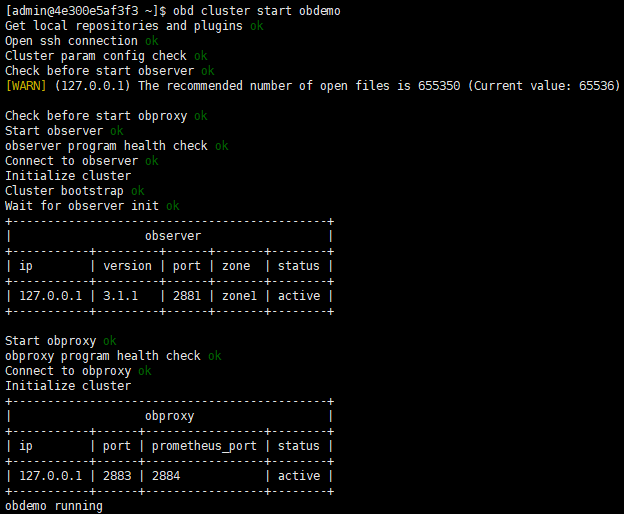 [admin@4e300e5af3f3 ~]$ obd cluster start obdemo
Get local repositories and plugins ok
Open ssh connection ok
Cluster param config check ok
Check before start observer ok
[WARN] (127.0.0.1) The recommended number of open files is 655350 (Current value: 65536)

Check before start obproxy ok
Start observer ok
observer program health check ok
Connect to observer ok
Initialize cluster
Cluster bootstrap ok
Wait for observer init ok
+---------------------------------------------+
|                   observer                  |
+-----------+---------+------+-------+--------+
| ip        | version | port | zone  | status |
+-----------+---------+------+-------+--------+
| 127.0.0.1 | 3.1.1   | 2881 | zone1 | active |
+-----------+---------+------+-------+--------+

Start obproxy ok
obproxy program health check ok
Connect to obproxy ok
Initialize cluster
+---------------------------------------------+
|                   obproxy                   |
+-----------+------+-----------------+--------+
| ip        | port | prometheus_port | status |
+-----------+------+-----------------+--------+
| 127.0.0.1 | 2883 | 2884            | active |
+-----------+------+-----------------+--------+
obdemo running